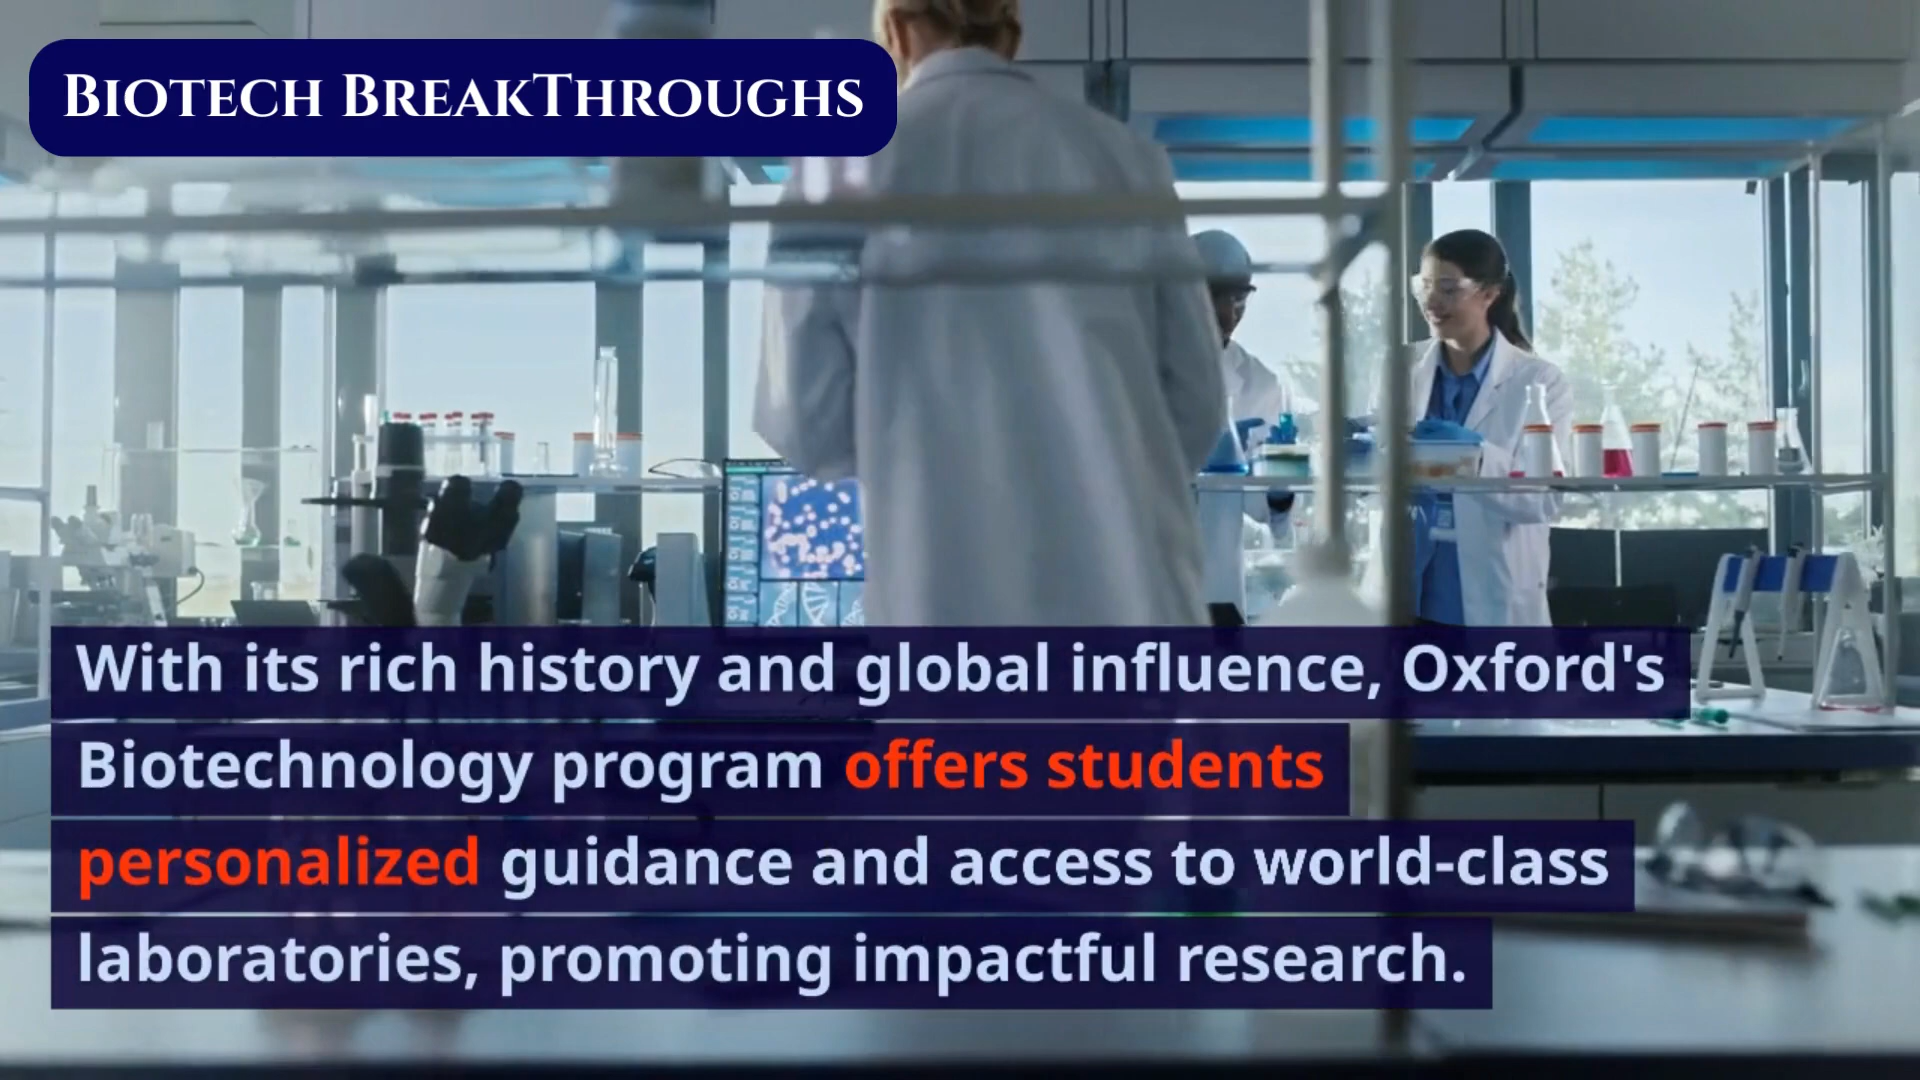 Biotech BreakThroughs
With its rich history and global influence, Oxford's
Biotechnology program offers students
personalized guidance and access to world-class
laboratories, promoting impactful research.